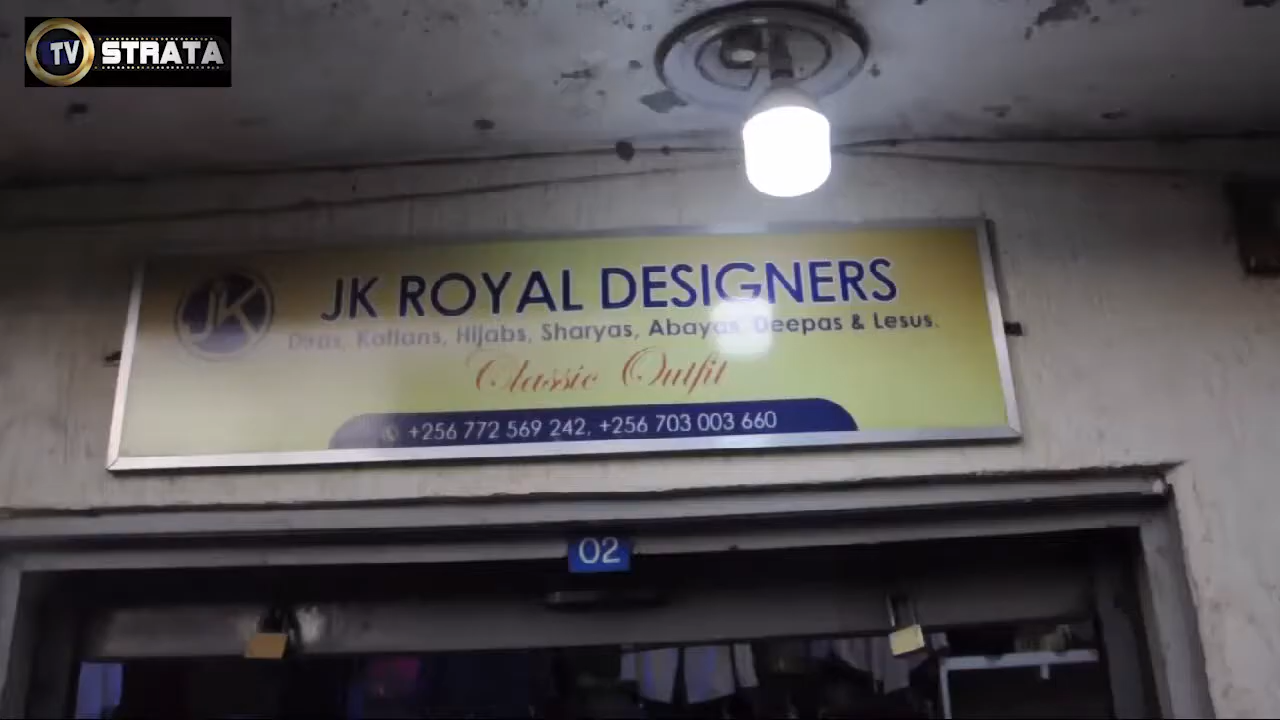 TV STRATA
JK
JK ROYAL DESIGNERS
Diras, Kaftans, Hijabs, Sharyas, Abayas, Deepas & Lesus.
Classic Outfit
+256 772 569 242, +256 703 003 660
02